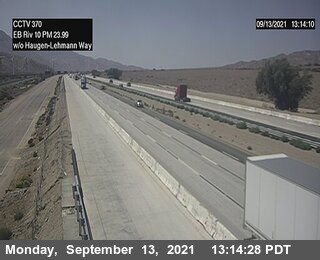 CCTV 370
EB Riv 10 PM 23.99
w/o Haugen-Lehmann Way
09/13/2021 13:14:10
Monday, September 13, 2021 13:14:28 PDT